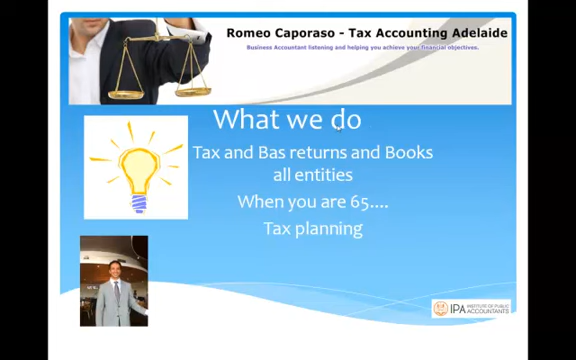 Romeo Caporaso - Tax Accounting Adelaide
Business Accountant listening and helping you achieve your financial objectives.
What we do
Tax and Bas returns and Books
all entities
When you are 65....
Tax planning
IPA INSTITUTE OF PUBLIC
ACCOUNTANTS